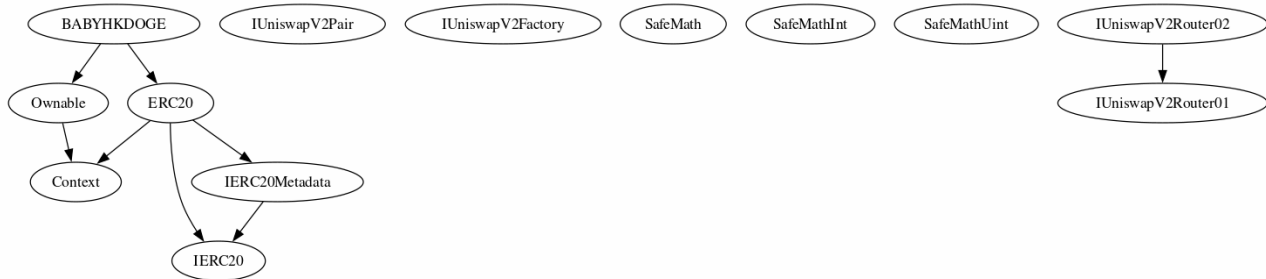 BABYHKDOGE
IUniswapV2Pair
IUniswapV2Factory
SafeMath
SafeMathInt
SafeMathUint
IUniswapV2Router02
Ownable
ERC20
IUniswapV2Router01
Context
IERC20Metadata
IERC20